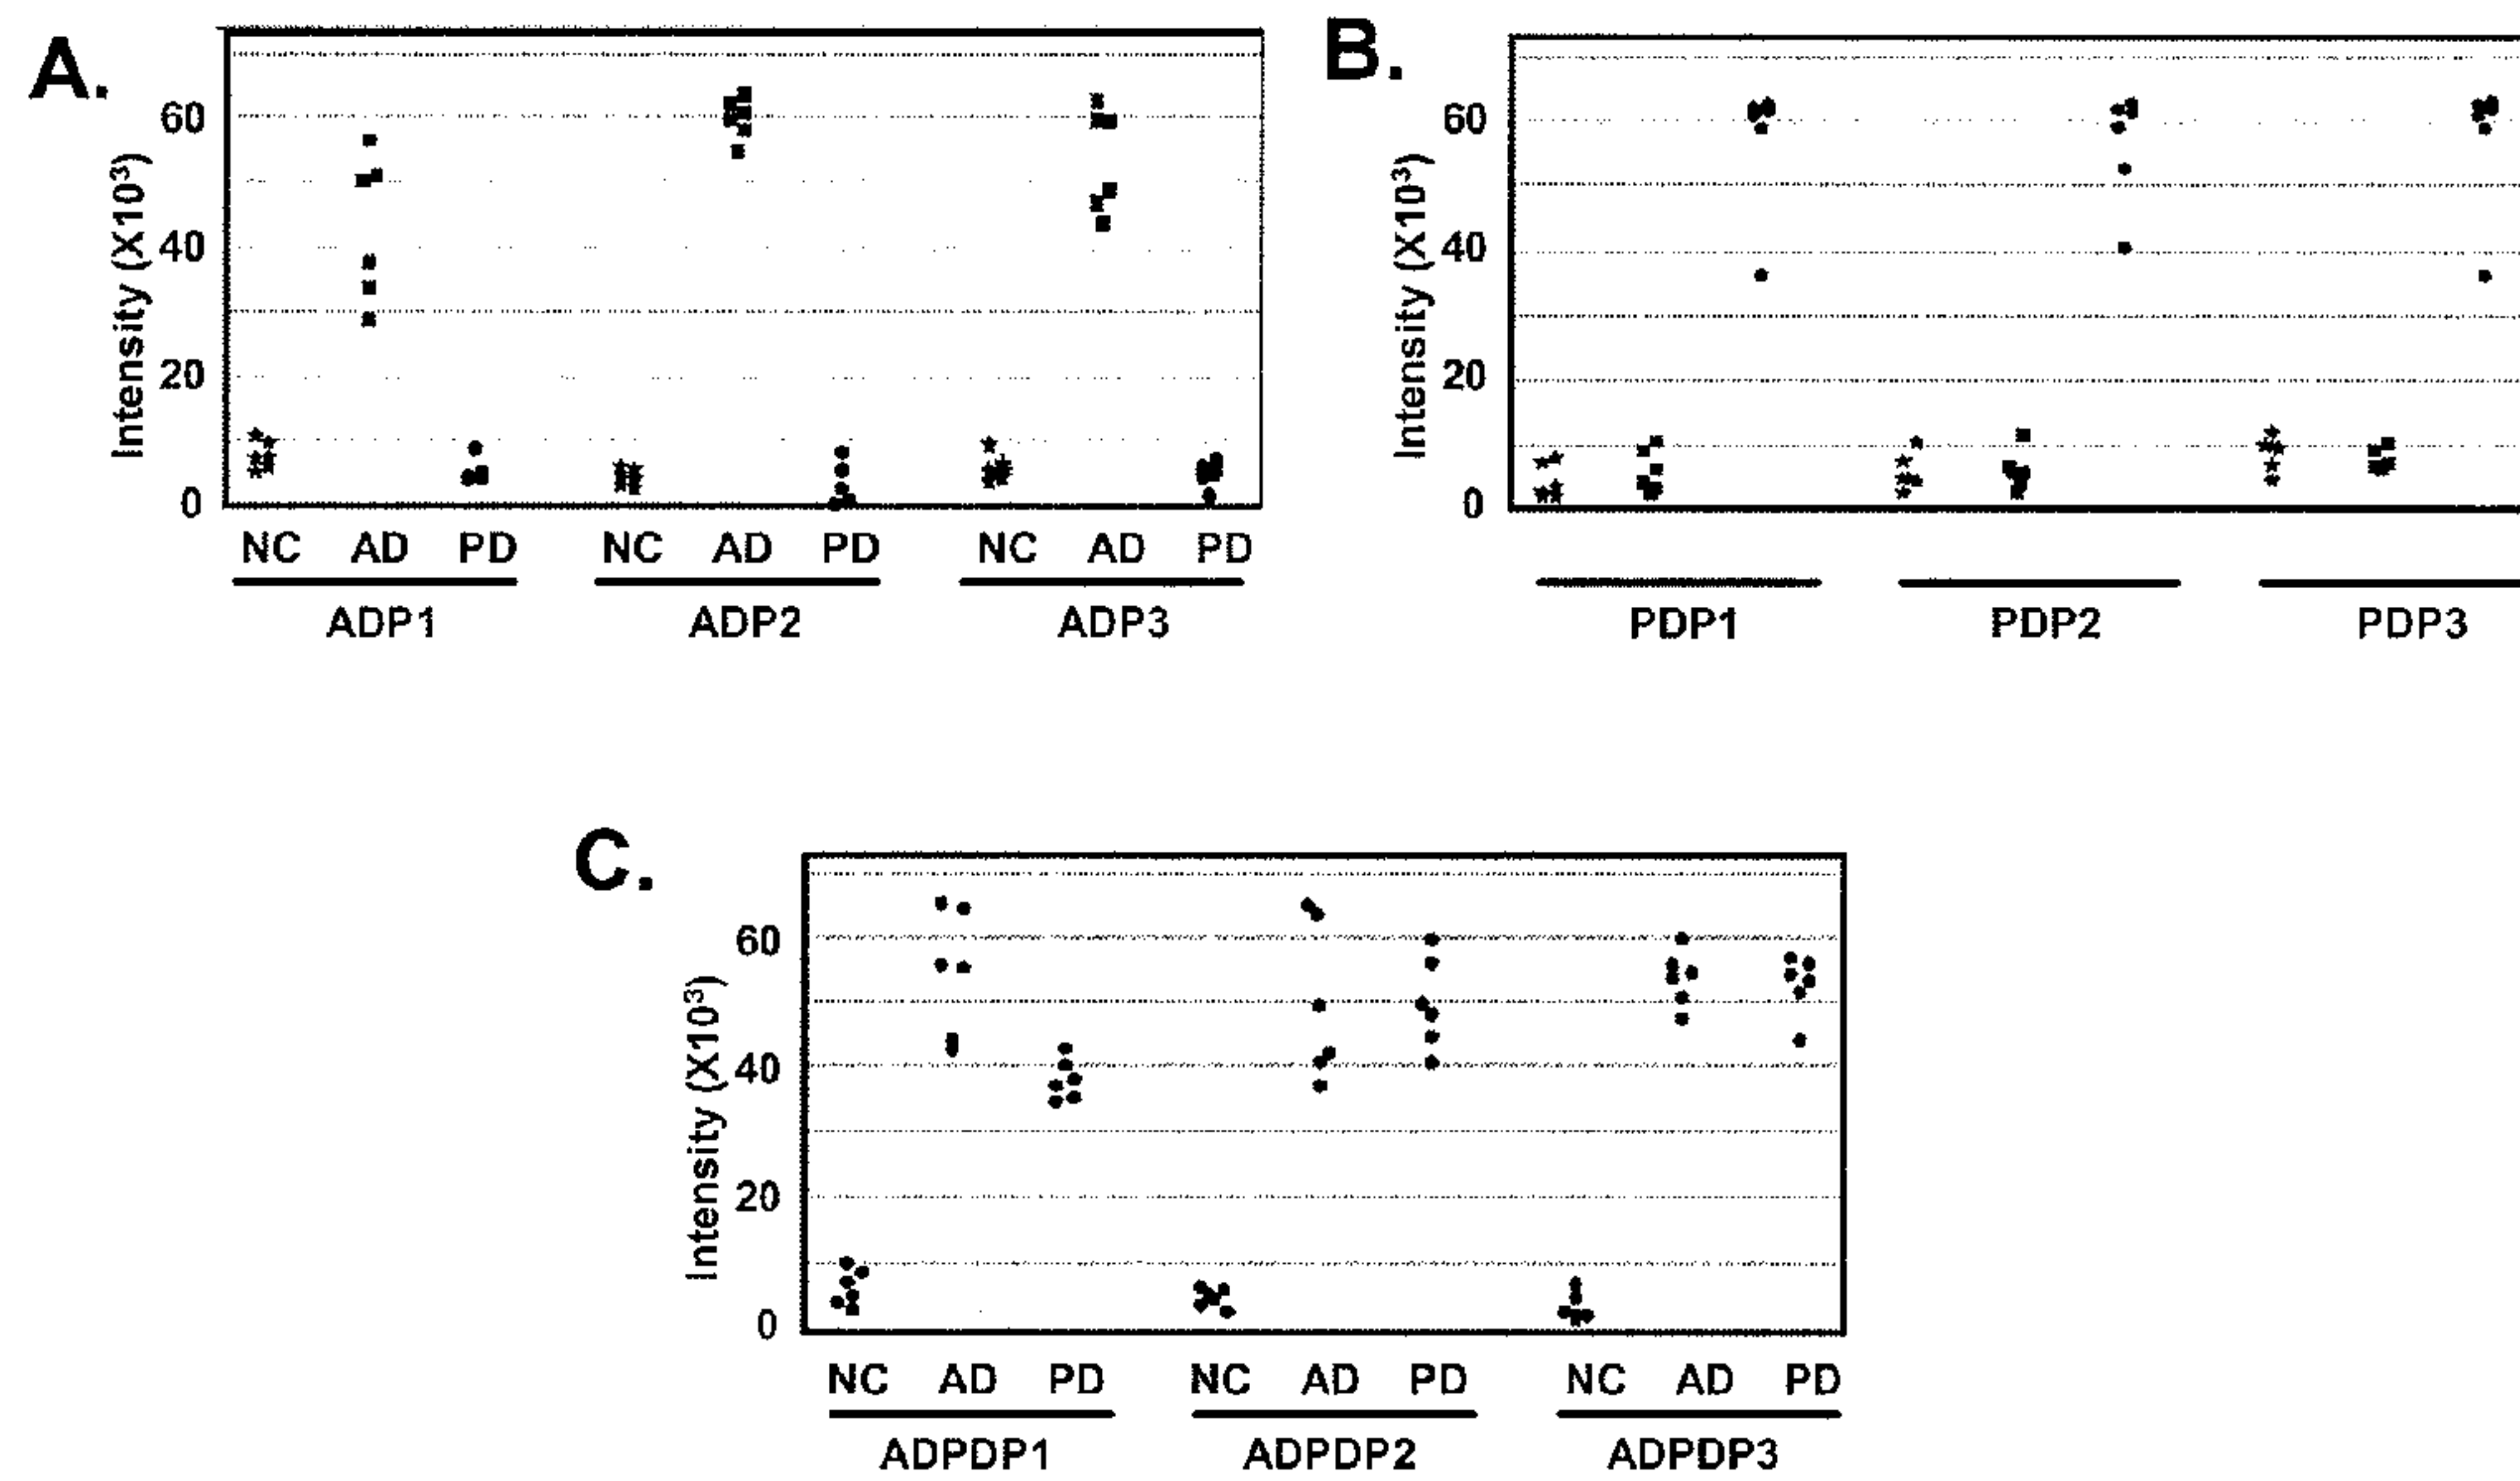 A.
Intensity (X10³)
60
40
20
0
NC AD PD NC AD PD NC AD PD
ADP1 ADP2 ADP3
B.
Intensity (X10³)
60
40
20
0
PDP1 PDP2 PDP3
C.
Intensity (X10³)
60
40
20
0
NC AD PD NC AD PD NC AD PD
ADPDP1 ADPDP2 ADPDP3